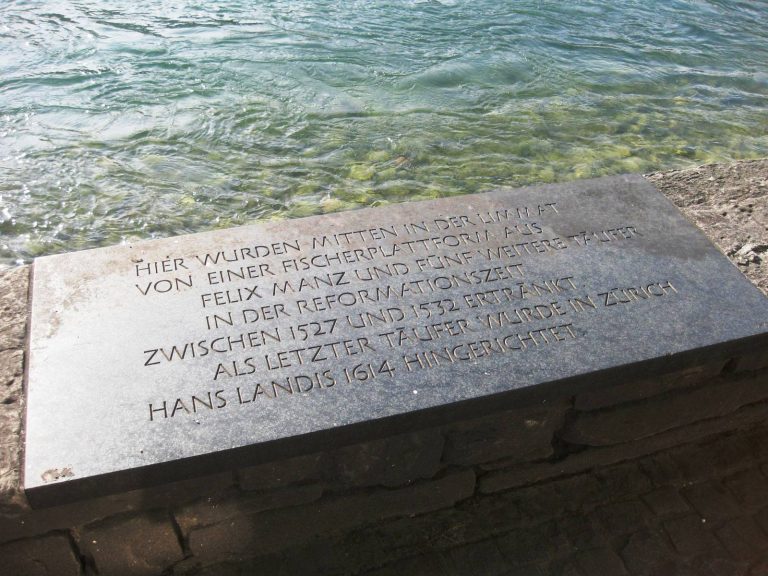 HIER WURDEN MITTEN IN DER LIMMAT
VON EINER FISCHERPLATTFORM AUS
FELIX MANZ UND FÜNF WEITERE TÄUFER
IN DER REFORMATIONSZEIT
ZWISCHEN 1527 UND 1532 ERTRÄNKT.
ALS LETZTER TÄUFER WURDE IN ZÜRICH
HANS LANDIS 1614 HINGERICHTET.